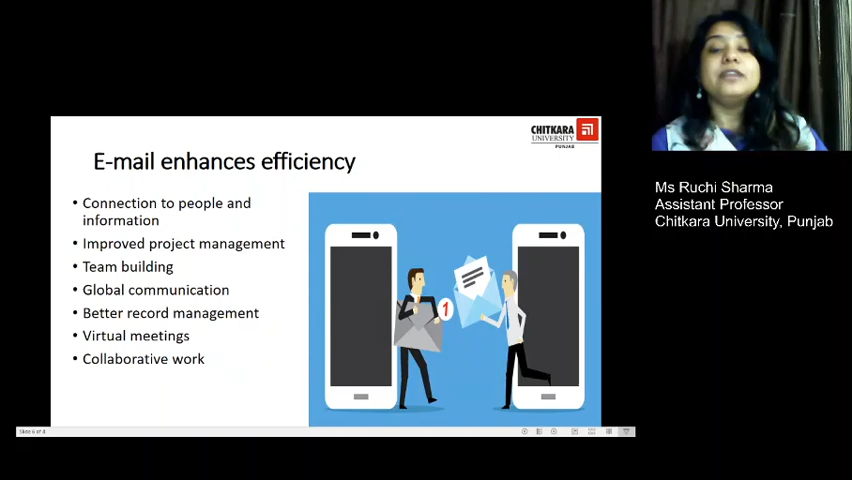 CHITKARA
UNIVERSITY
PUNJAB
E-mail enhances efficiency
• Connection to people and
information
• Improved project management
• Team building
• Global communication
• Better record management
• Virtual meetings
• Collaborative work
1
Ms Ruchi Sharma
Assistant Professor
Chitkara University, Punjab